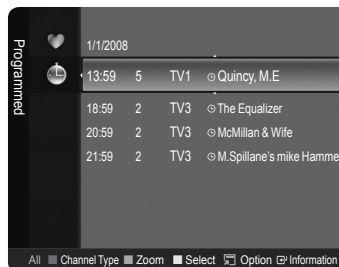 Programmed
1/1/2008
13:59 5 TV1 Quincy, M.E
18:59 2 TV3 The Equalizer
20:59 2 TV3 McMillan & Wife
21:59 2 TV3 M.Spillane's mike Hamme
All Channel Type Zoom Select Option Information